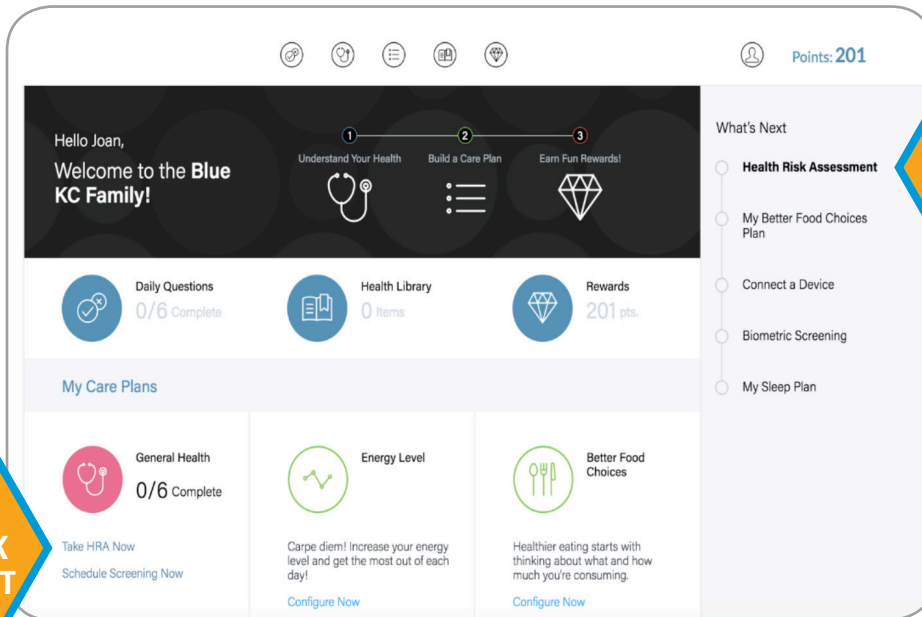 Points: 201
Hello Joan,
Welcome to the Blue
KC Family!
1
2
3
Understand Your Health
Build a Care Plan
Earn Fun Rewards!
What's Next
Health Risk Assessment
My Better Food Choices
Plan
Connect a Device
Biometric Screening
My Sleep Plan
Daily Questions
0/6 Complete
Health Library
0 Items
Rewards
201 pts.
My Care Plans
General Health
0/6 Complete
Take HRA Now
Schedule Screening Now
Energy Level
Carpe diem! Increase your energy
level and get the most out of each
day!
Configure Now
Better Food
Choices
Healthier eating starts with
thinking about what and how
much you're consuming.
Configure Now